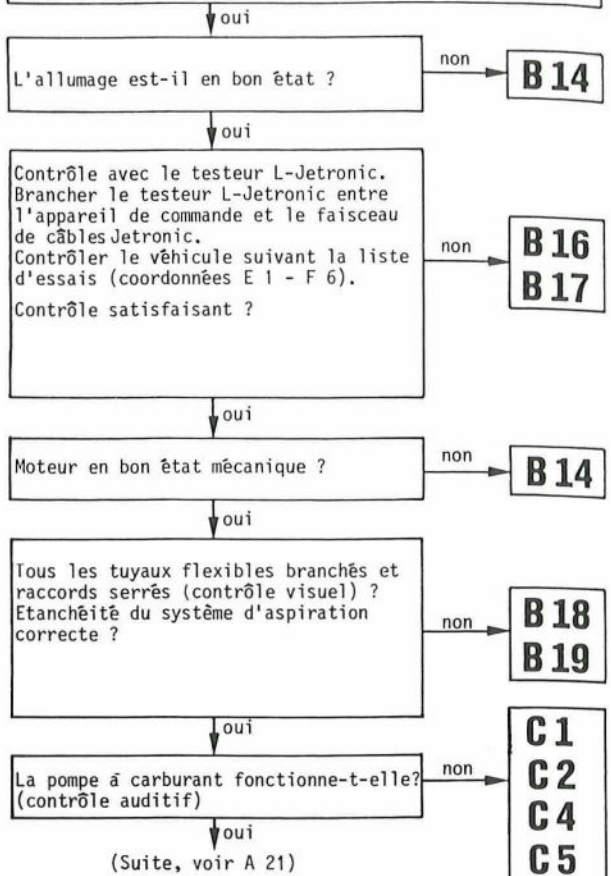 oui
L'allumage est-il en bon état ?
non
B 14
oui
Contrôle avec le testeur L-Jetronic.
Brancher le testeur L-Jetronic entre
l'appareil de commande et le faisceau
de câbles Jetronic.
Contrôler le véhicule suivant la liste
d'essais (coordonnées E 1 - F 6).
Contrôle satisfaisant ?
non
B 16
B 17
oui
Moteur en bon état mécanique ?
non
B 14
oui
Tous les tuyaux flexibles branchés et
raccords serrés (contrôle visuel) ?
Etanchéité du système d'aspiration
correcte ?
non
B 18
B 19
oui
La pompe á carburant fonctionne-t-elle?
(contrôle auditif)
non
C 1
C 2
C 4
C 5
oui
(Suite, voir A 21)